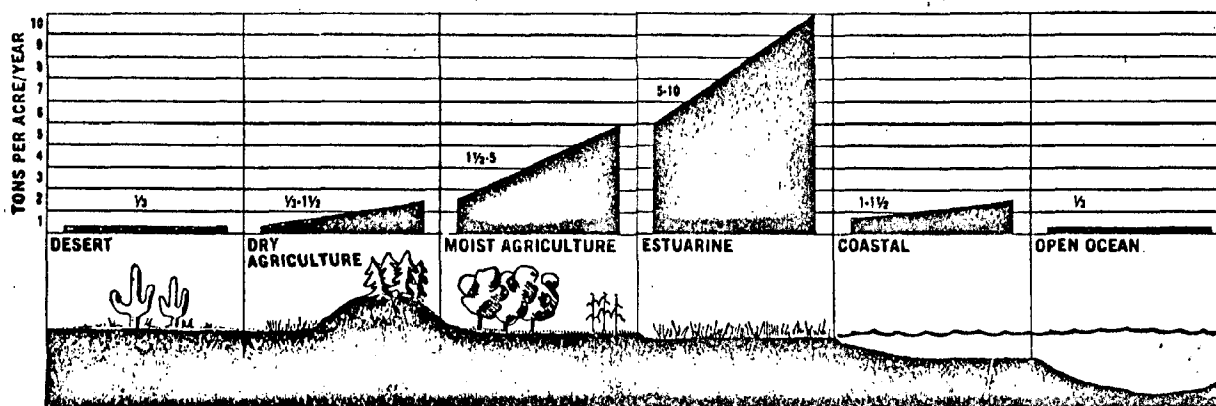 TONS PER ACRE/YEAR
10
9
8
7
6
5
4
3
2
1
⅓
⅓-1½
1½-5
5-10
1-1½
⅓
DESERT
DRY
AGRICULTURE
MOIST AGRICULTURE
ESTUARINE
COASTAL
OPEN OCEAN